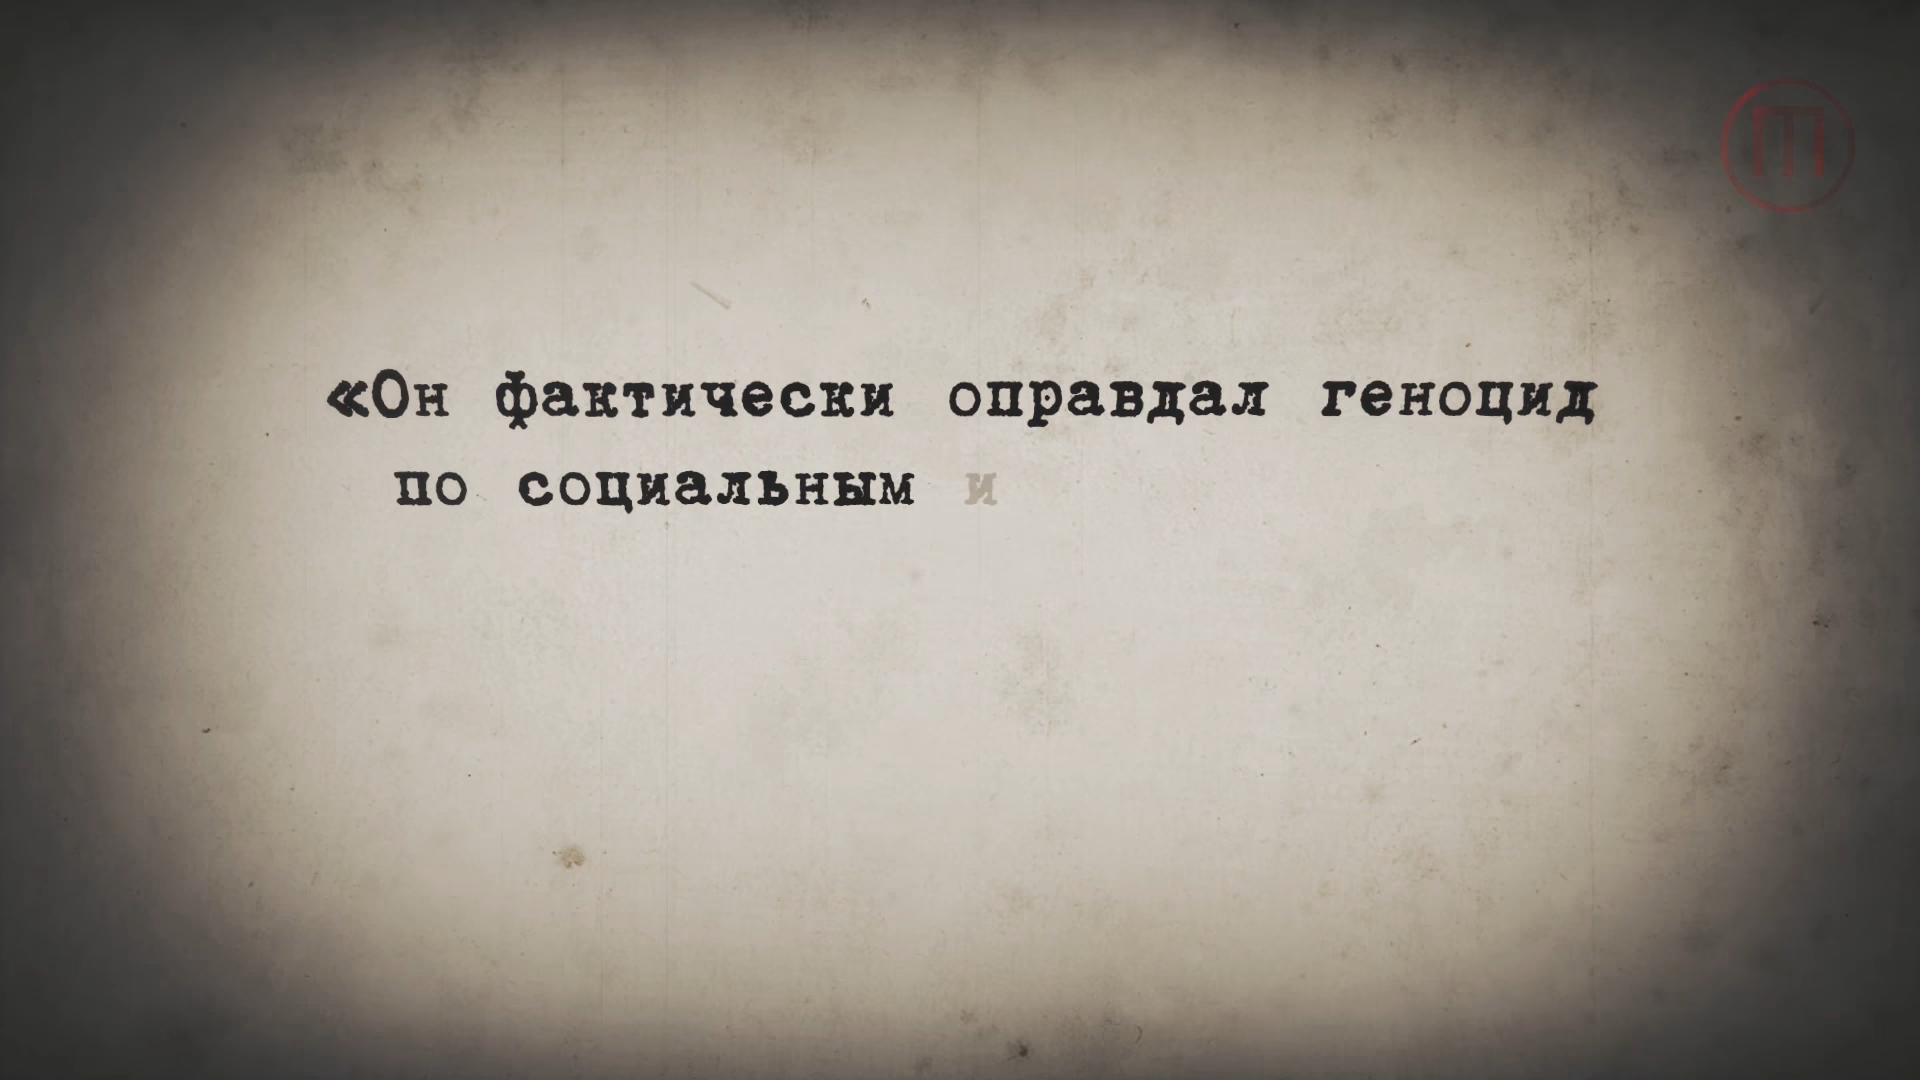 «Он фактически оправдал геноцид
по социальным и